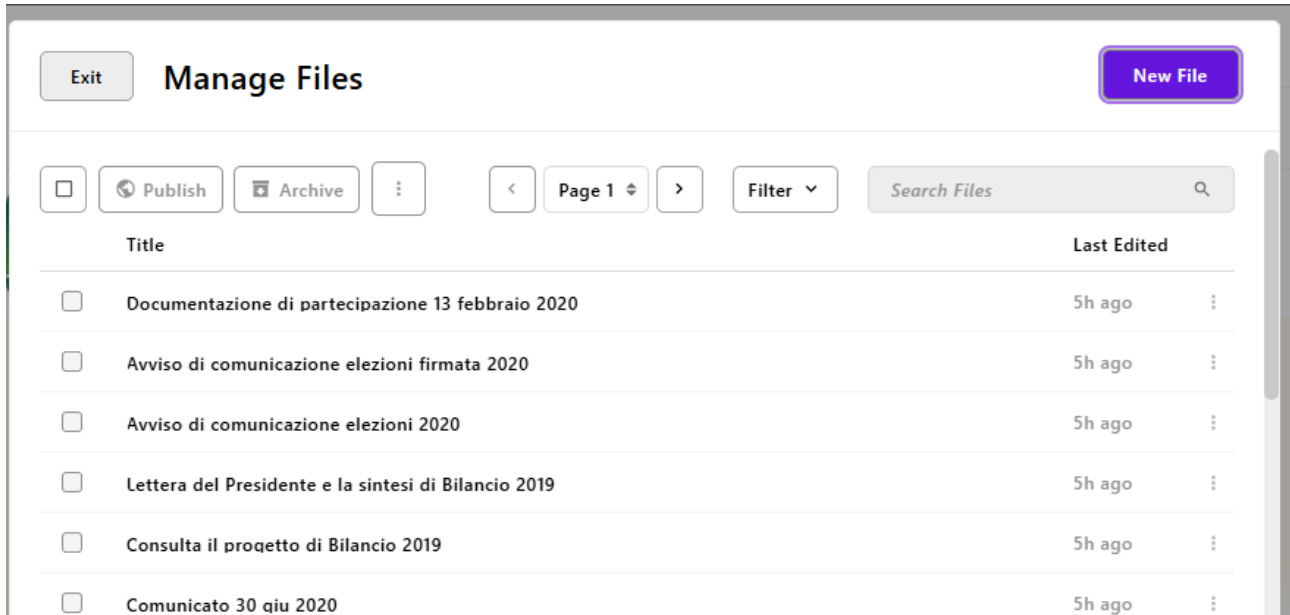 Exit Manage Files New File
Publish Archive Page 1 Filter Search Files
Title Last Edited
Documentazione di partecipazione 13 febbraio 2020 5h ago
Avviso di comunicazione elezioni firmata 2020 5h ago
Avviso di comunicazione elezioni 2020 5h ago
Lettera del Presidente e la sintesi di Bilancio 2019 5h ago
Consulta il progetto di Bilancio 2019 5h ago
Comunicato 30 giu 2020 5h ago